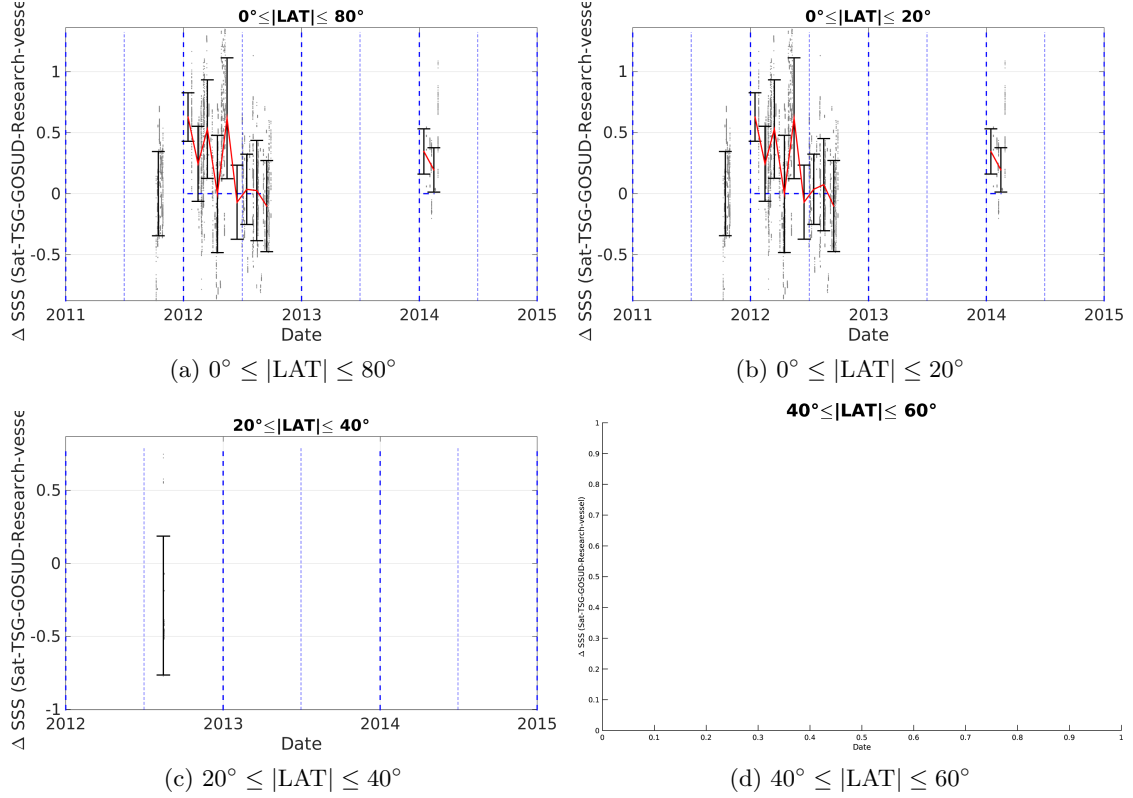 0°≤|LAT|≤ 80°
Δ SSS (Sat-TSG-GOSUD-Research-vesse
1
0.5
0
-0.5
2011 2012 2013 2014 2015
Date
(a) 0° ≤ |LAT| ≤ 80°
0°≤|LAT|≤ 20°
Δ SSS (Sat-TSG-GOSUD-Research-vesse
1
0.5
0
-0.5
2011 2012 2013 2014 2015
Date
(b) 0° ≤ |LAT| ≤ 20°
20°≤|LAT|≤ 40°
Δ SSS (Sat-TSG-GOSUD-Research-vesse
0.5
0
-0.5
-1
2012 2013 2014 2015
Date
(c) 20° ≤ |LAT| ≤ 40°
40°≤|LAT|≤ 60°
Δ SSS (Sat-TSG-GOSUD-Research-vessel)
1
0.9
0.8
0.7
0.6
0.5
0.4
0.3
0.2
0.1
0
0 0.1 0.2 0.3 0.4 0.5 0.6 0.7 0.8 0.9 1
Date
(d) 40° ≤ |LAT| ≤ 60°